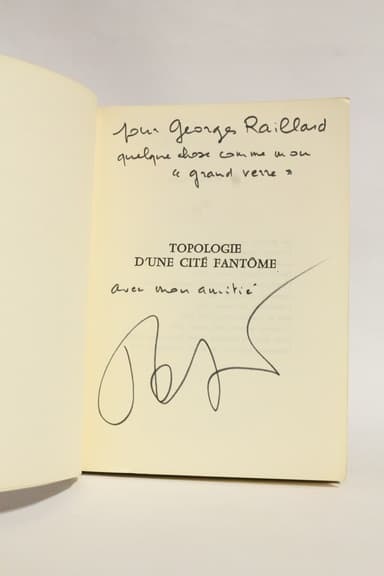 pour Georges Raillard
quelque chose comme mon
« grand verre »
TOPOLOGIE
D'UNE CITÉ FANTÔME
avec mon amitié